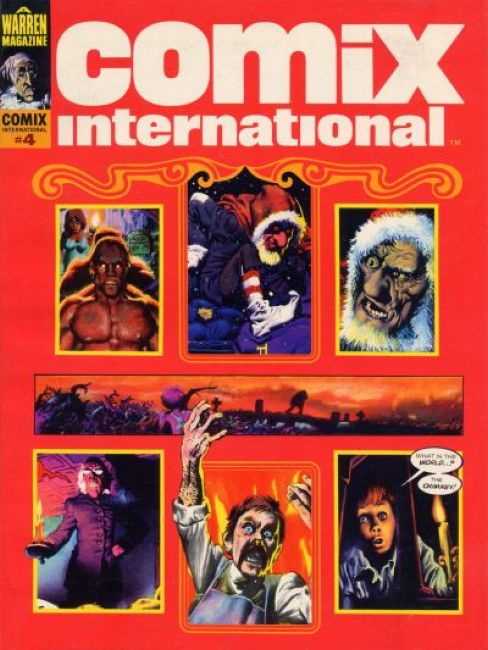 A
WARREN
MAGAZINE
COMIX
INTERNATIONAL
#4
comix
international
TM
WHAT IN THE
WORLD...?
THE
CHIMNEY!